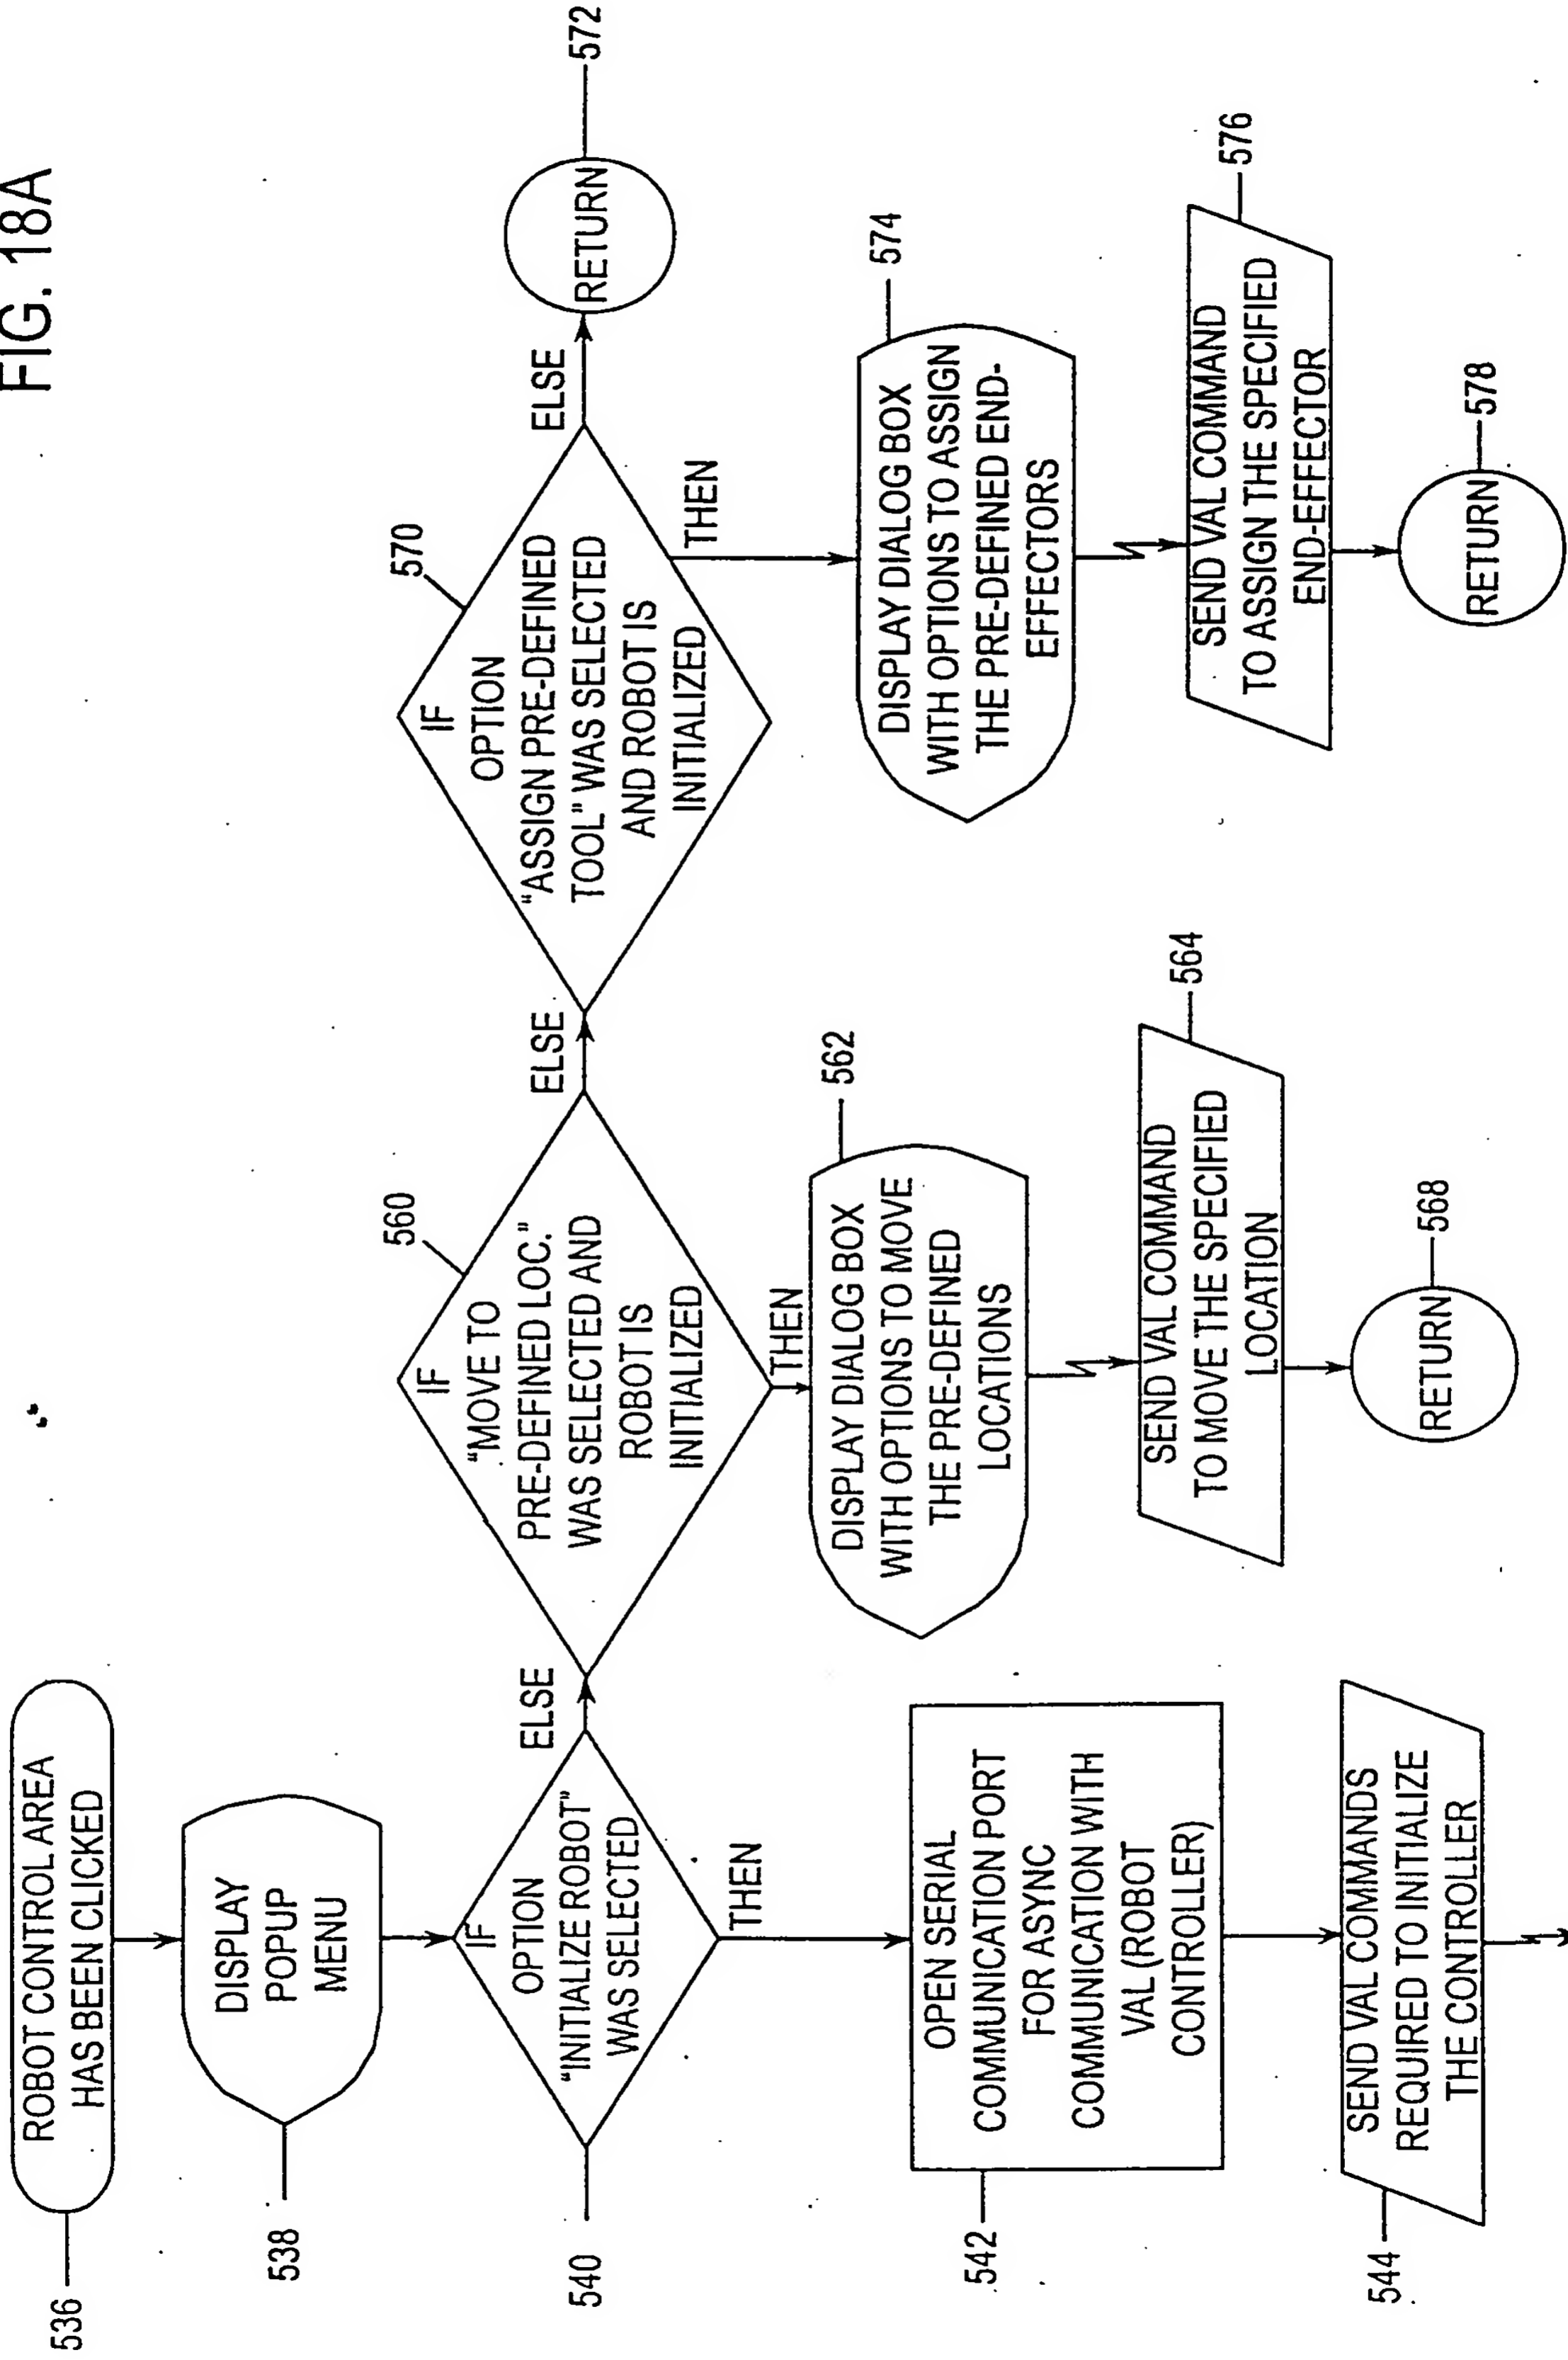 FIG. 18A
536
ROBOT CONTROL AREA
HAS BEEN CLICKED
538
DISPLAY
POPUP
MENU
540
IF
OPTION
"INITIALIZE ROBOT"
WAS SELECTED
ELSE
THEN
542
OPEN SERIAL
COMMUNICATION PORT
FOR ASYNC
COMMUNICATION WITH
VAL (ROBOT
CONTROLLER)
544
SEND VAL COMMANDS
REQUIRED TO INITIALIZE
THE CONTROLLER
560
IF
"MOVE TO
PRE-DEFINED LOC."
WAS SELECTED AND
ROBOT IS
INITIALIZED
ELSE
THEN
562
DISPLAY DIALOG BOX
WITH OPTIONS TO MOVE
THE PRE-DEFINED
LOCATIONS
564
SEND VAL COMMAND
TO MOVE THE SPECIFIED
LOCATION
568
RETURN
570
IF
OPTION
"ASSIGN PRE-DEFINED
TOOL" WAS SELECTED
AND ROBOT IS
INITIALIZED
ELSE
THEN
572
RETURN
574
DISPLAY DIALOG BOX
WITH OPTIONS TO ASSIGN
THE PRE-DEFINED END-
EFFECTORS
576
SEND VAL COMMAND
TO ASSIGN THE SPECIFIED
END-EFFECTOR
578
RETURN